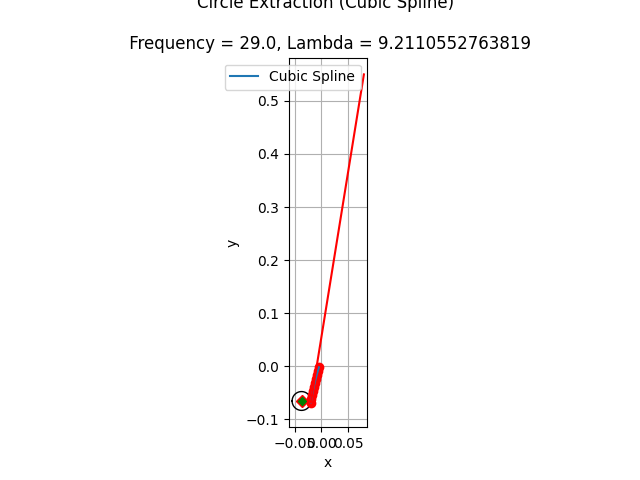 Circle Extraction (Cubic Spline)
Frequency = 29.0, Lambda = 9.2110552763819
Cubic Spline
0.5
0.4
0.3
0.2
0.1
0.0
−0.1
y
−0.05 0.00 0.05
x